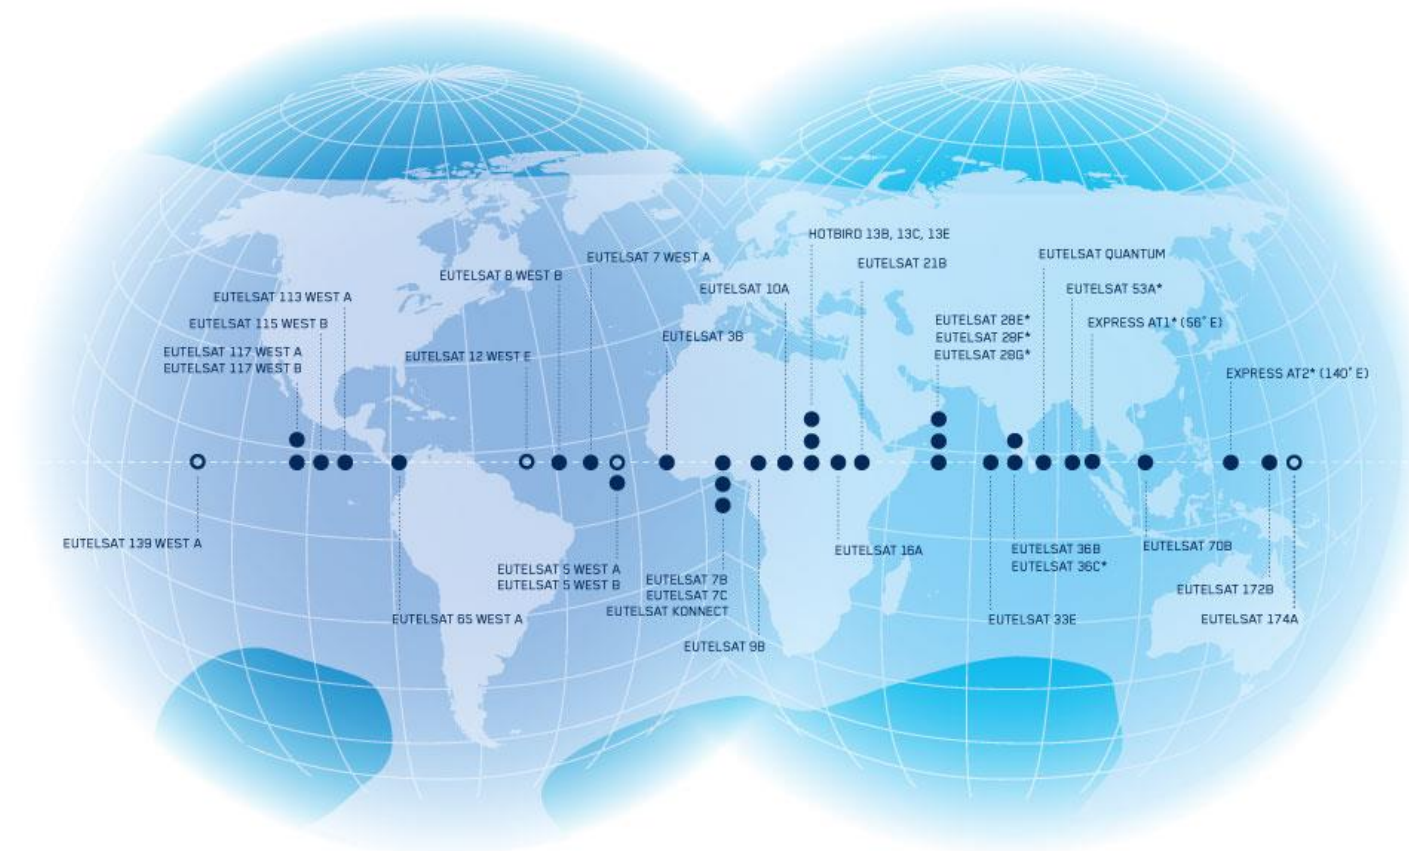 HOTBIRD 13B, 13C, 13E
EUTELSAT 7 WEST A
EUTELSAT 21B
EUTELSAT QUANTUM
EUTELSAT 8 WEST B
EUTELSAT 10A
EUTELSAT 53A*
EUTELSAT 113 WEST A
EUTELSAT 115 WEST B
EUTELSAT 3B
EUTELSAT 28E*
EUTELSAT 28F*
EUTELSAT 28G*
EXPRESS AT1* (56° E)
EUTELSAT 117 WEST A
EUTELSAT 117 WEST B
EUTELSAT 12 WEST E
EXPRESS AT2* (140° E)
EUTELSAT 139 WEST A
EUTELSAT 5 WEST A
EUTELSAT 5 WEST B
EUTELSAT 65 WEST A
EUTELSAT 7B
EUTELSAT 7C
EUTELSAT KONNECT
EUTELSAT 9B
EUTELSAT 16A
EUTELSAT 36B
EUTELSAT 36C*
EUTELSAT 33E
EUTELSAT 70B
EUTELSAT 172B
EUTELSAT 174A